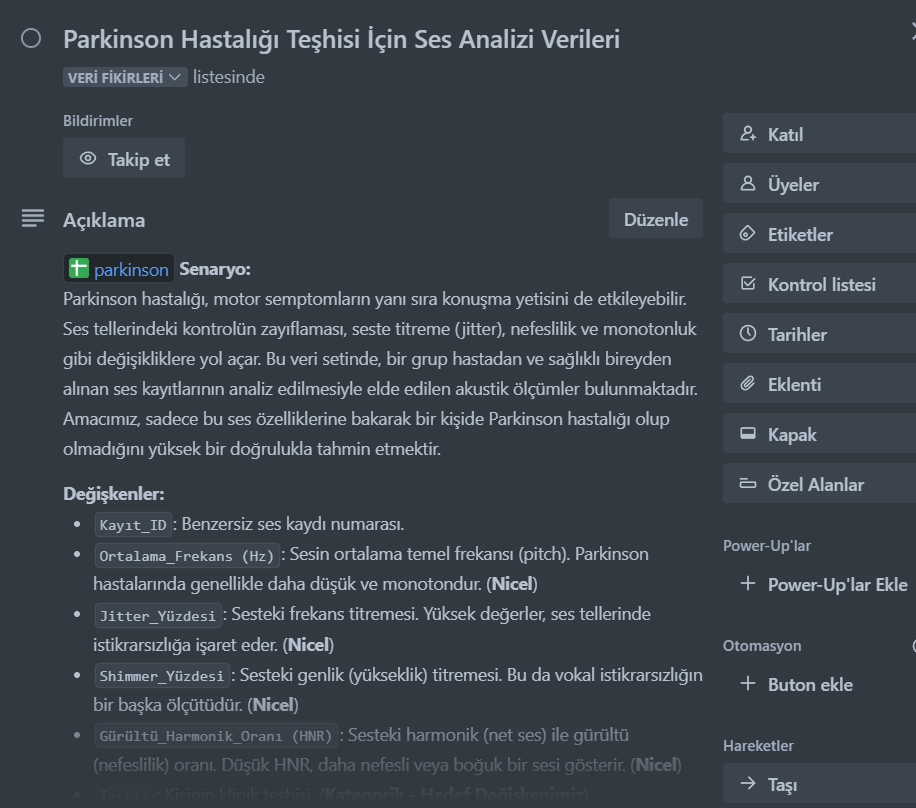 Parkinson Hastalığı Teşhisi İçin Ses Analizi Verileri
VERİ FİKİRLERİ listesinde
Bildirimler
Takip et
Açıklama
Düzenle
parkinson Senaryo:
Parkinson hastalığı, motor semptomların yanı sıra konuşma yetisini de etkileyebilir.
Ses tellerindeki kontrolün zayıflaması, seste titreme (jitter), nefeslilik ve monotonluk
gibi değişikliklere yol açar. Bu veri setinde, bir grup hastadan ve sağlıklı bireyden
alınan ses kayıtlarının analiz edilmesiyle elde edilen akustik ölçümler bulunmaktadır.
Amacımız, sadece bu ses özelliklerine bakarak bir kişide Parkinson hastalığı olup
olmadığını yüksek bir doğrulukla tahmin etmektir.
Değişkenler:
• Kayıt_ID : Benzersiz ses kaydı numarası.
• Ortalama_Frekans (Hz) : Sesin ortalama temel frekansı (pitch). Parkinson
hastalarında genellikle daha düşük ve monotondur. (Nicel)
• Jitter_Yüzdesi : Sesteki frekans titremesi. Yüksek değerler, ses tellerinde
istikrarsızlığa işaret eder. (Nicel)
• Shimmer_Yüzdesi : Sesteki genlik (yükseklik) titremesi. Bu da vokal istikrarsızlığın
bir başka ölçütüdür. (Nicel)
• Gürültü_Harmonik_Oranı (HNR) : Sesteki harmonik (net ses) ile gürültü
(nefeslilik) oranı. Düşük HNR, daha nefesli veya boğuk bir sesi gösterir. (Nicel)
• Teşhis : Kişinin klinik teşhisi. (Kategorik - Hedef Değişkenimiz)
Katıl
Üyeler
Etiketler
Kontrol listesi
Tarihler
Eklenti
Kapak
Özel Alanlar
Power-Up'lar
Power-Up'lar Ekle
Otomasyon
Buton ekle
Hareketler
Taşı